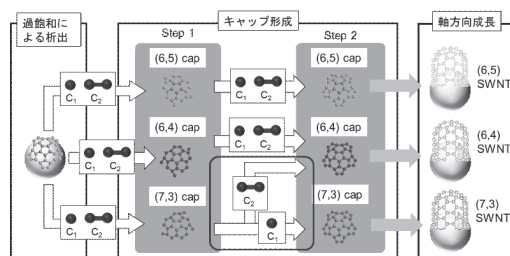 過飽和に
よる析出
キャップ形成
軸方向成長
Step 1
Step 2
(6,5) cap
(6,5) cap
(6,5)
SWNT
C₁ C₂
C₁ C₂
(6,4) cap
(6,4) cap
(6,4)
SWNT
C₁ C₂
C₁ C₂
(7,3) cap
(7,3) cap
(7,3)
SWNT
C₂
C₁ C₂
C₁